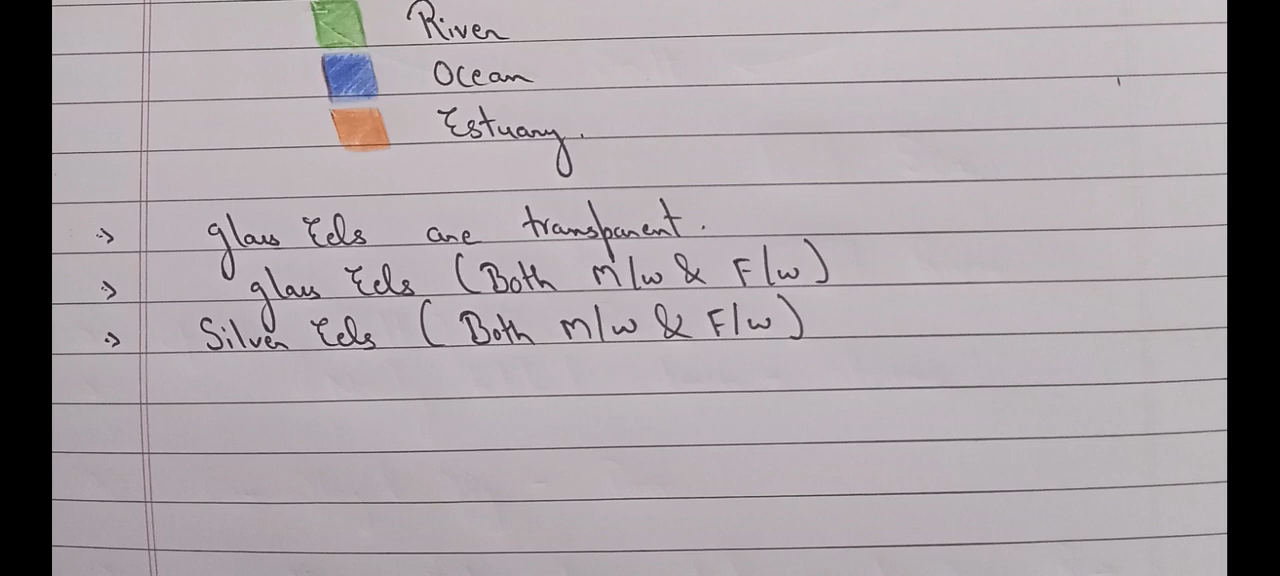 River
Ocean
Estuary.
:> glass Eels are transparent.
:> glass Eels (Both M/w & F/w)
:> Silver Eels (Both M/w & F/w)